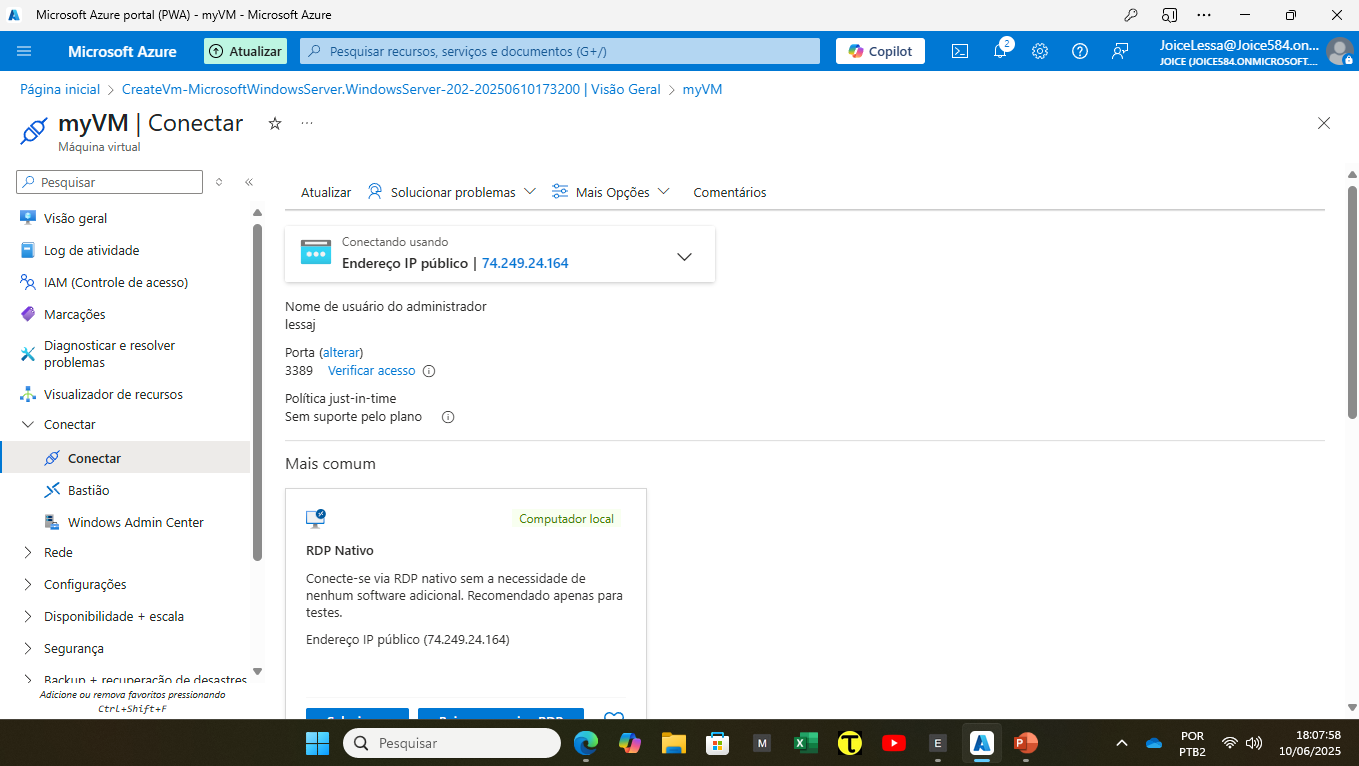 Microsoft Azure portal (PWA) - myVM - Microsoft Azure
Microsoft Azure
Atualizar
Pesquisar recursos, serviços e documentos (G+/)
Copilot
2
JoiceLessa@Joice584.on...
JOICE (JOICE584.ONMICROSOFT....
Página inicial > CreateVm-MicrosoftWindowsServer.WindowsServer-202-20250610173200 | Visão Geral > myVM
myVM | Conectar
Máquina virtual
Pesquisar
Atualizar
Solucionar problemas
Mais Opções
Comentários
Visão geral
Log de atividade
IAM (Controle de acesso)
Marcações
Diagnosticar e resolver
problemas
Visualizador de recursos
Conectar
Conectar
Bastião
Windows Admin Center
Rede
Configurações
Disponibilidade + escala
Segurança
Backup + recuperação de desastres
Adicione ou remova favoritos pressionando
Ctrl+Shift+F
Conectando usando
Endereço IP público | 74.249.24.164
Nome de usuário do administrador
lessaj
Porta (alterar)
3389 Verificar acesso
Política just-in-time
Sem suporte pelo plano
Mais comum
Computador local
RDP Nativo
Conecte-se via RDP nativo sem a necessidade de
nenhum software adicional. Recomendado apenas para
testes.
Endereço IP público (74.249.24.164)
Pesquisar
M
E
POR
PTB2
18:07:58
10/06/2025